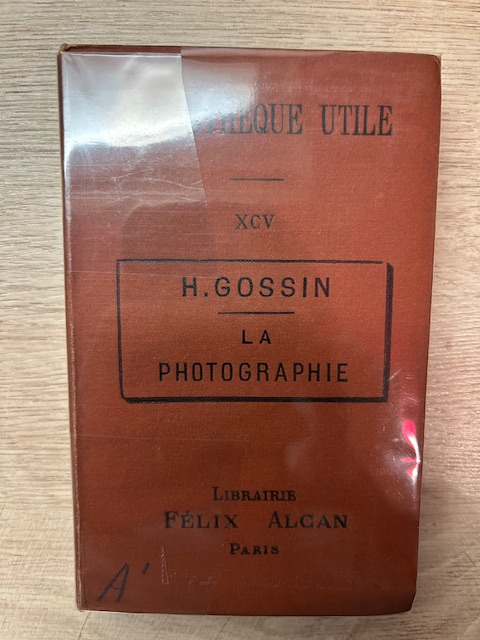 THÈQUE UTILE
XCV
H. GOSSIN
LA
PHOTOGRAPHIE
LIBRAIRIE
FÉLIX ALCAN
PARIS
A'